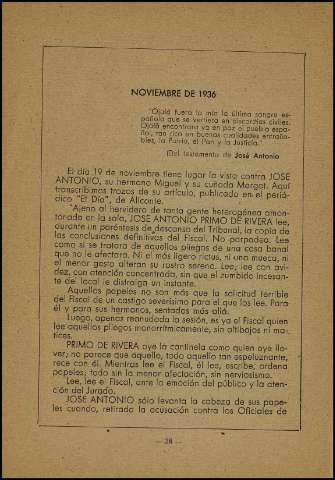 NOVIEMBRE DE 1936
"Ojalá fuera la mía la última sangre es-
pañola que se vertiera en discordias civiles.
Ojalá encontrara ya en paz el pueblo espa-
ñol, tan rico en buenas cualidades entraña-
bles, la Patria, el Pan y la Justicia."
(Del testamento de José Antonio
El día 19 de noviembre tiene lugar la vista contra JOSE
ANTONIO, su hermano Miguel y su cuñada Margot. Aquí
transcribimos trozos de su artículo, publicado en el perió-
dico "El Día", de Alicante.
"Ajeno al hervidero de tanta gente heterogénea amon-
tonada en la sala, JOSE ANTONIO PRIMO DE RIVERA lee,
durante un paréntesis de descanso del Tribunal, la copia de
las conclusiones definitivas del Fiscal. No parpadea. Lee
como si se tratara de aquellos pliegos de una cosa banal
que no le afectara. Ni el más ligero rictus, ni una mueca, ni
el menor gesto alteran su rostro sereno. Lee, lee con avi-
dez, con atención concentrada, sin que el zumbido incesan-
te del local le distraiga un instante.
Aquellos papeles no son más que la solicitud terrible
del Fiscal de un castigo severísimo para el que los lee. Para
él y para sus hermanos, sentados más allá.
Luego, apenas reanudada la sesión, es ya el Fiscal quien
lee aquellos pliegos monorrítmicamente, sin altibajos ni ma-
tices.
PRIMO DE RIVERA oye la cantinela como quien oye llo-
ver; no parece que aquello, todo aquello tan espeluznante,
rece con él. Mientras lee el Fiscal, él lee, escribe, ordena
papeles; todo sin la menor afectación, sin nerviosismo.
Lee, lee el Fiscal, ante la emoción del público y la aten-
ción del Jurado.
JOSE ANTONIO sólo levanta la cabeza de sus pape-
les cuando, retirada la acusación contra los Oficiales de
— 28 —